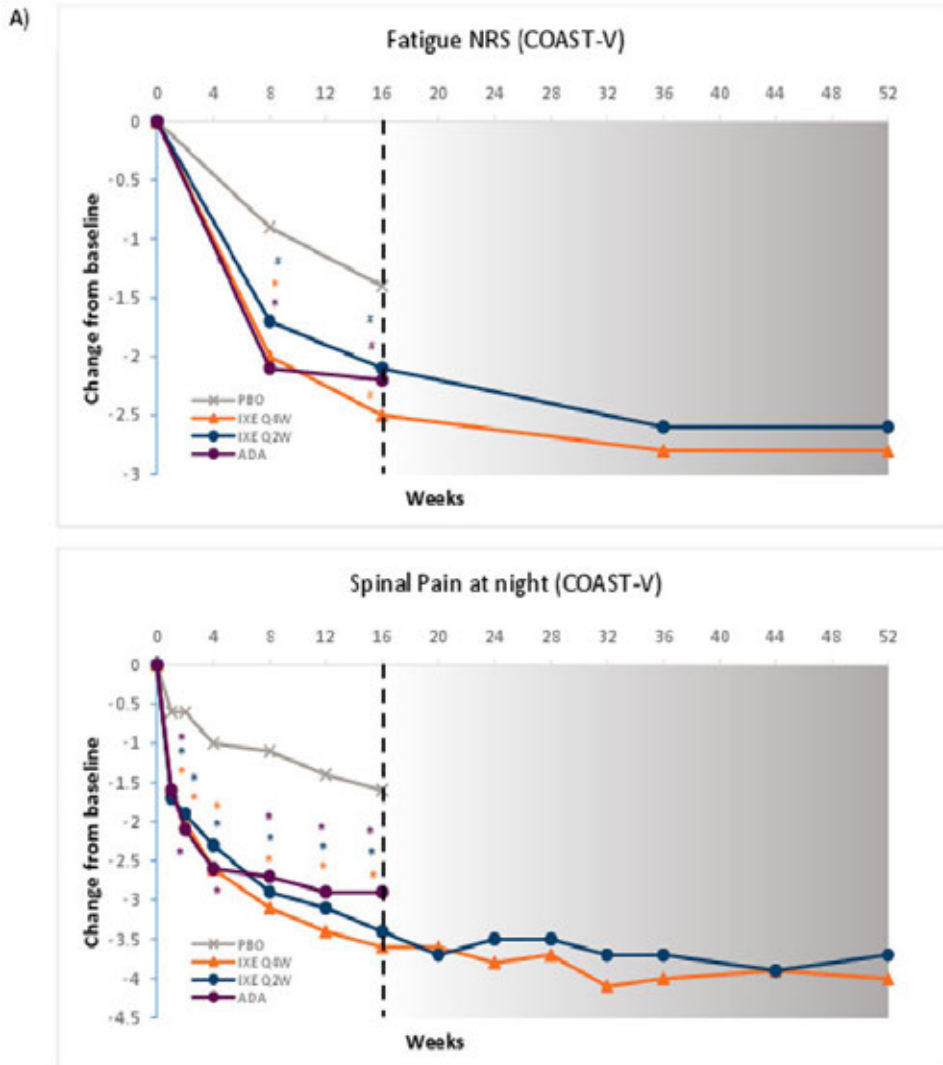 A)
Fatigue NRS (COAST-V)
0 4 8 12 16 20 24 28 32 36 40 44 48 52
0
-0.5
-1
-1.5
-2
-2.5
-3
Change from baseline
PBO
IXE Q4W
IXE Q2W
ADA
Weeks
Spinal Pain at night (COAST-V)
0 4 8 12 16 20 24 28 32 36 40 44 48 52
0
-0.5
-1
-1.5
-2
-2.5
-3
-3.5
-4
-4.5
Change from baseline
PBO
IXE Q4W
IXE Q2W
ADA
Weeks